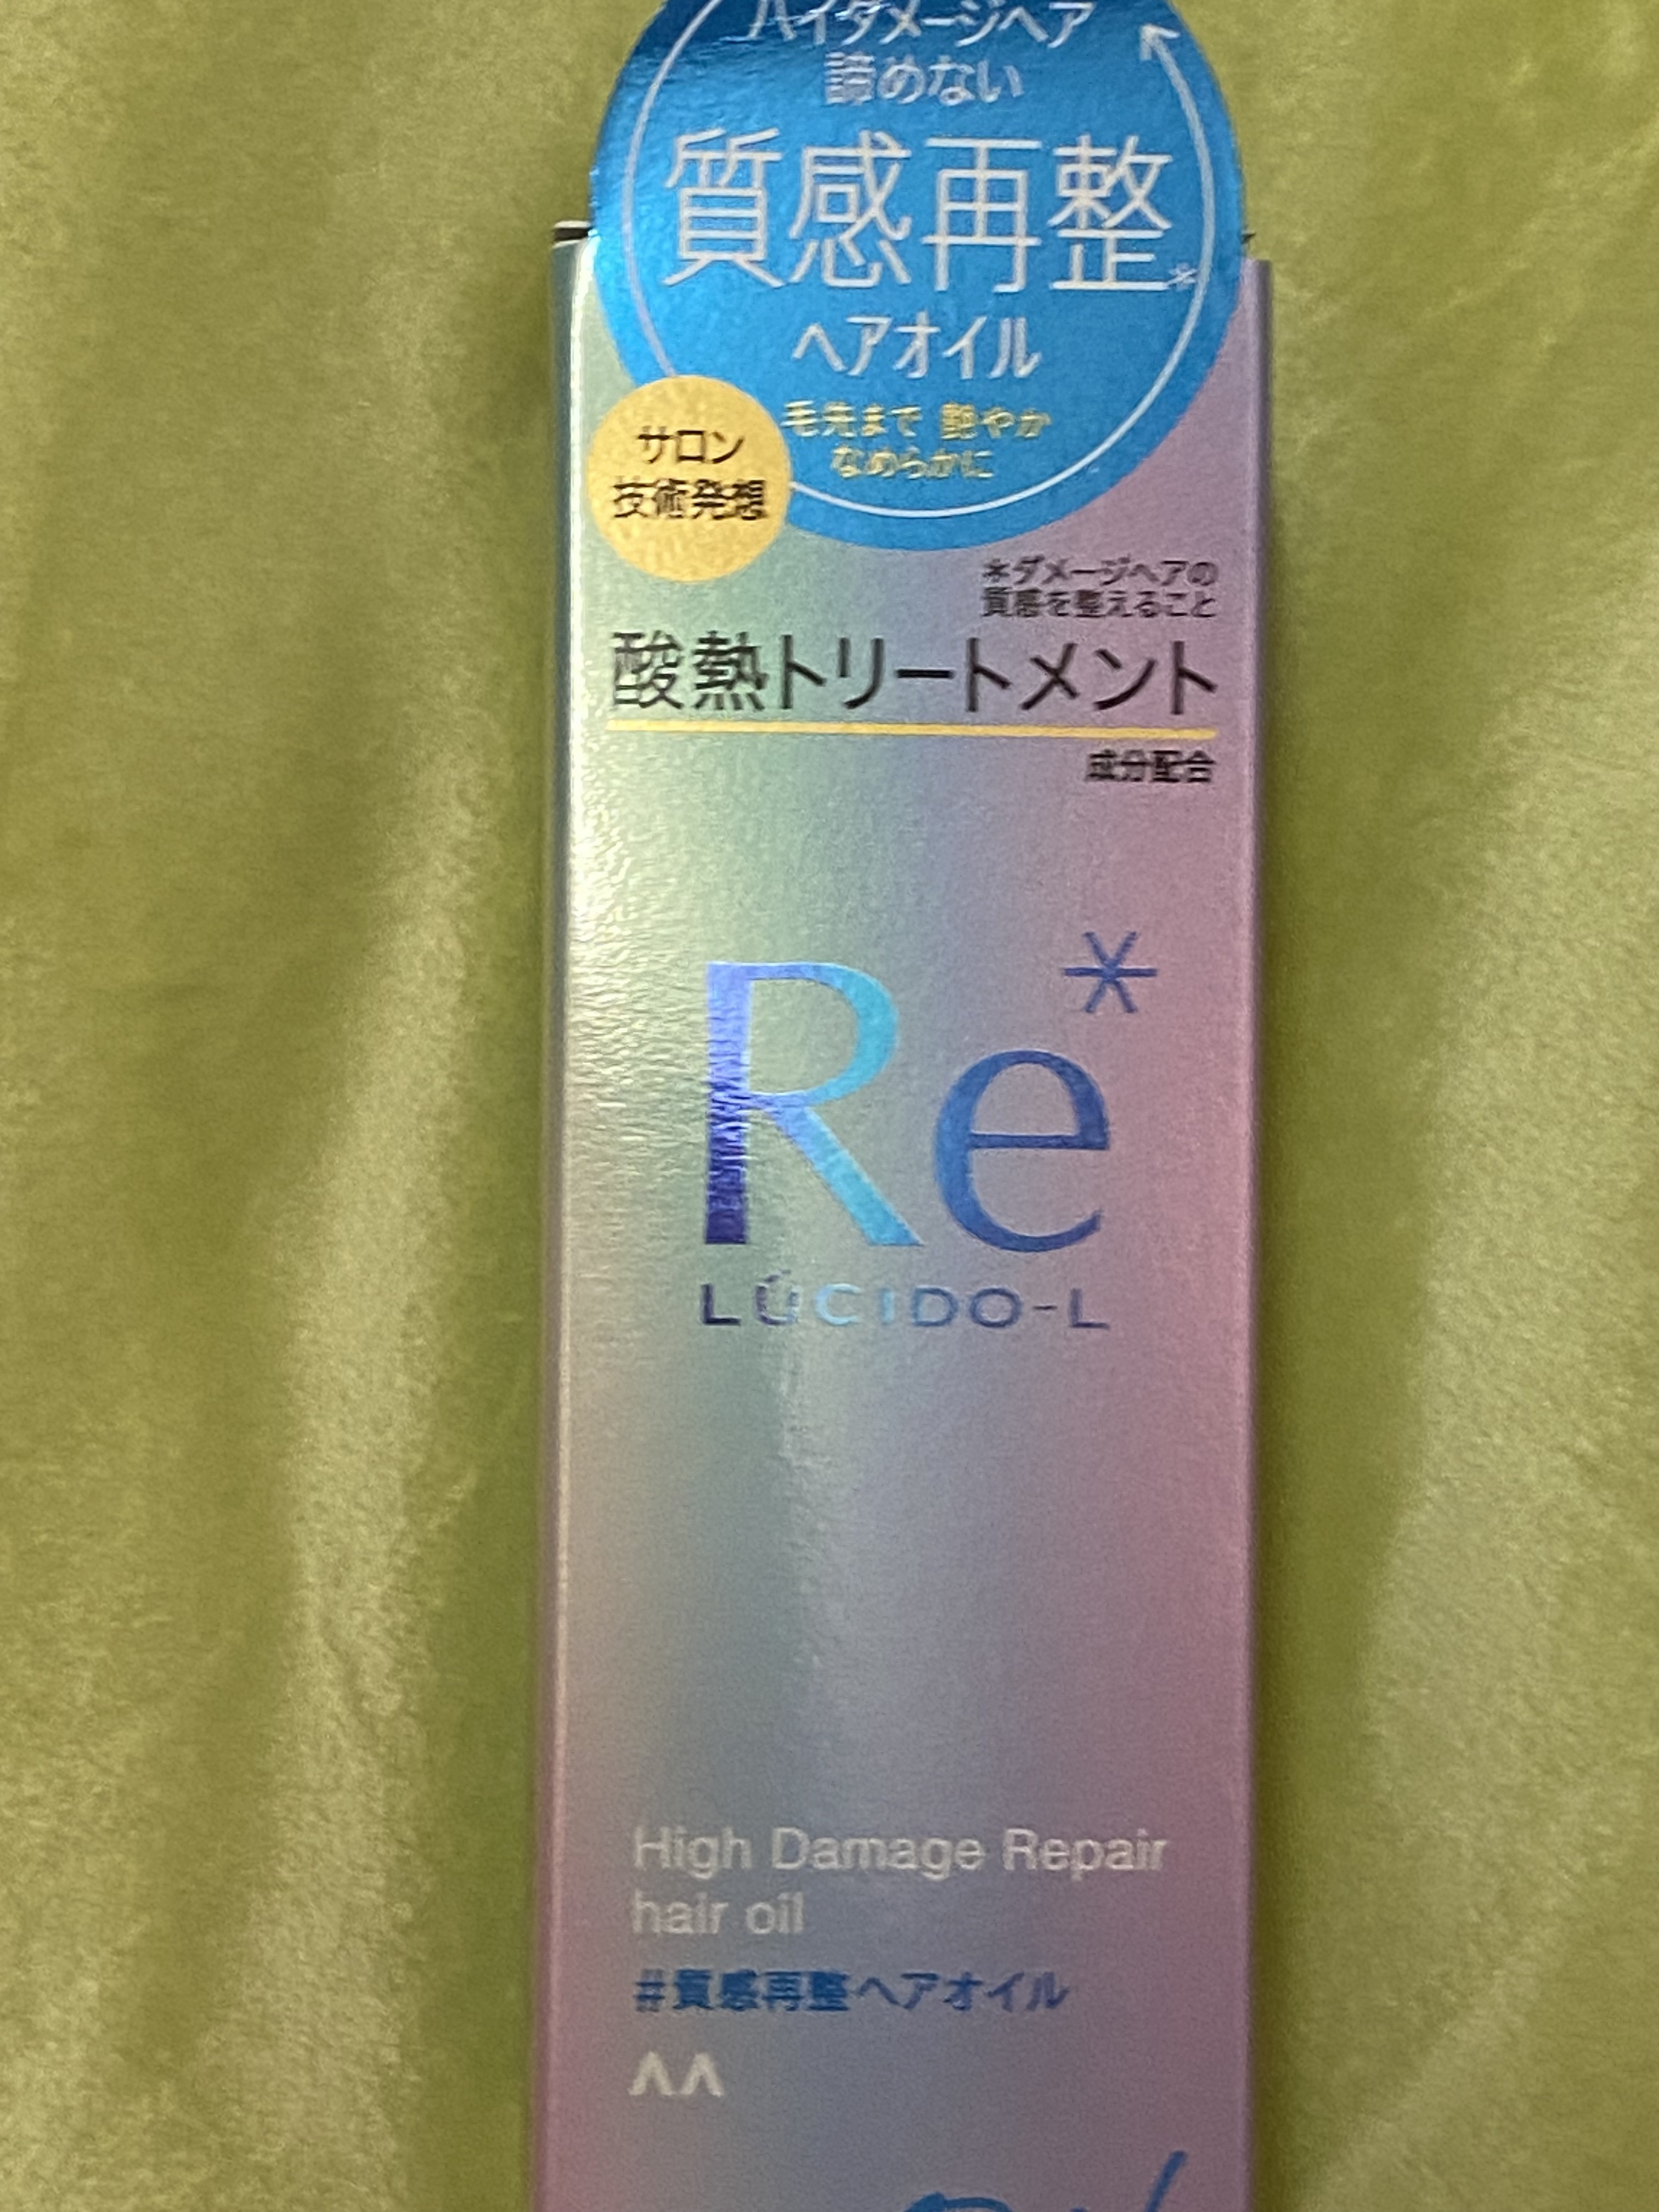 ハイダメージヘア
諦めない
質感再整*
ヘアオイル
毛先まで 艶やか
なめらかに
サロン
技術発想
*ダメージヘアの
質感を整えること
酸熱トリートメント
成分配合
Re*
LÚCIDO-L
High Damage Repair
hair oil
#質感再整ヘアオイル